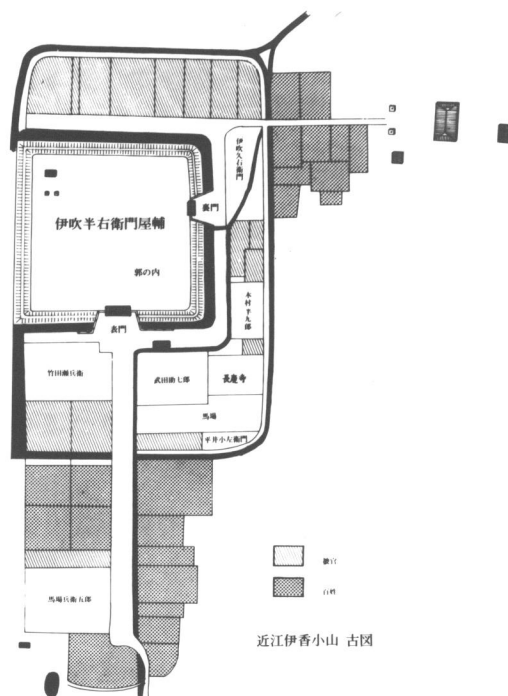 伊吹久右衛門
裏門
伊吹半右衛門屋舗
郭の内
木村半九郎
表門
竹田源兵衛
武田助七郎
長慶寺
馬場
平井小左衛門
馬場兵衛五郎
百姓
近江伊香小山 古図